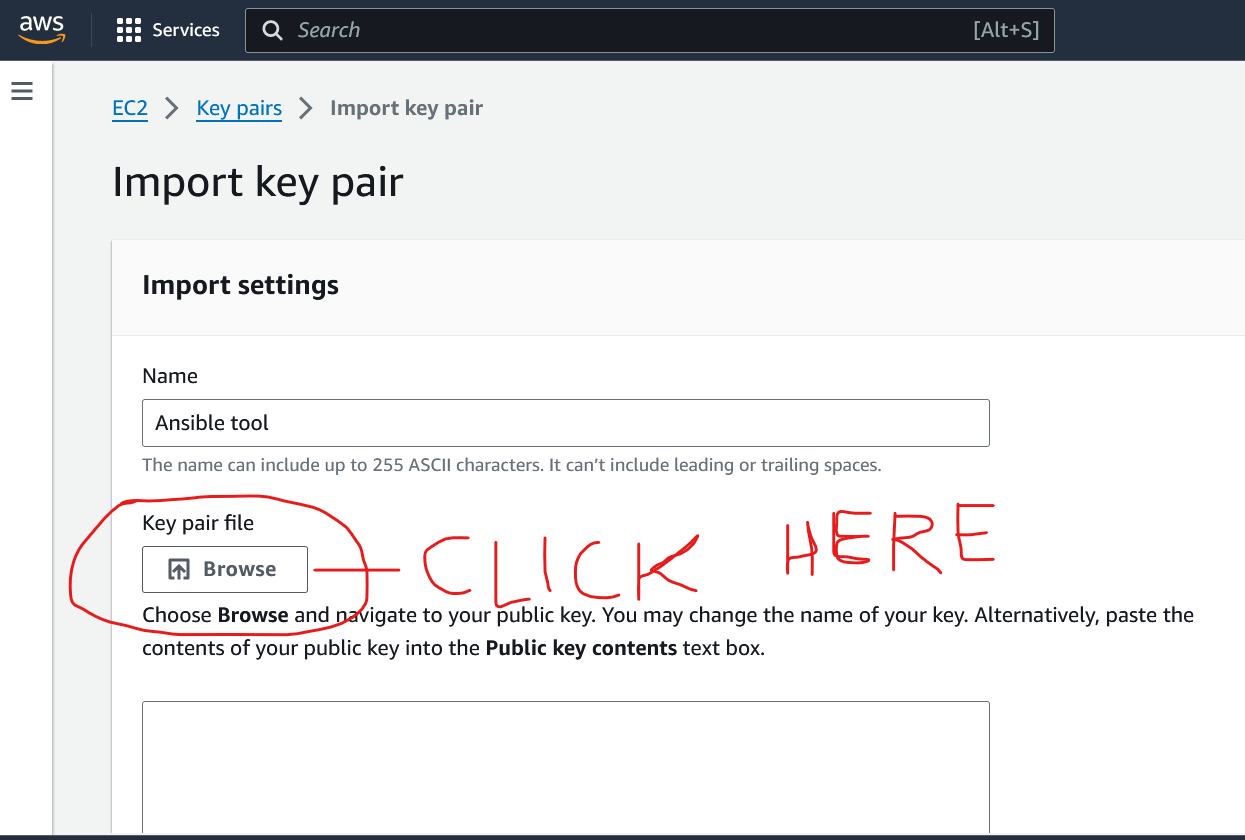 aws Services Search [Alt+S]
EC2 > Key pairs > Import key pair
Import key pair
Import settings
Name
Ansible tool
The name can include up to 255 ASCII characters. It can’t include leading or trailing spaces.
Key pair file
Browse CLICK HERE
Choose Browse and navigate to your public key. You may change the name of your key. Alternatively, paste the
contents of your public key into the Public key contents text box.